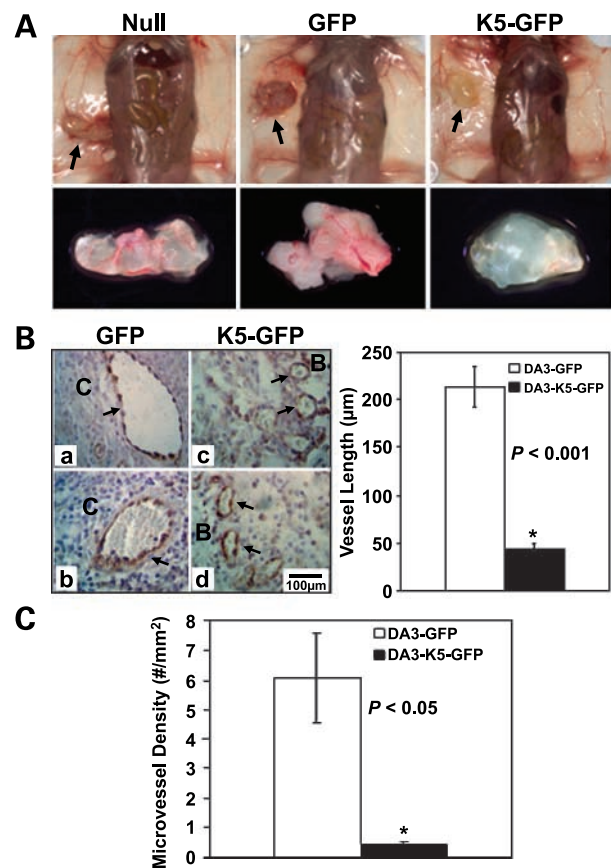 A
Null GFP K5-GFP
B
GFP K5-GFP
C
a
B
c
C
b
B
d
100µm
Vessel Length (µm)
250
200
150
100
50
0
DA3-GFP
DA3-K5-GFP
P < 0.001
*
C
Microvessel Density (#/mm²)
8
7
6
5
4
3
2
1
0
DA3-GFP
DA3-K5-GFP
P < 0.05
*